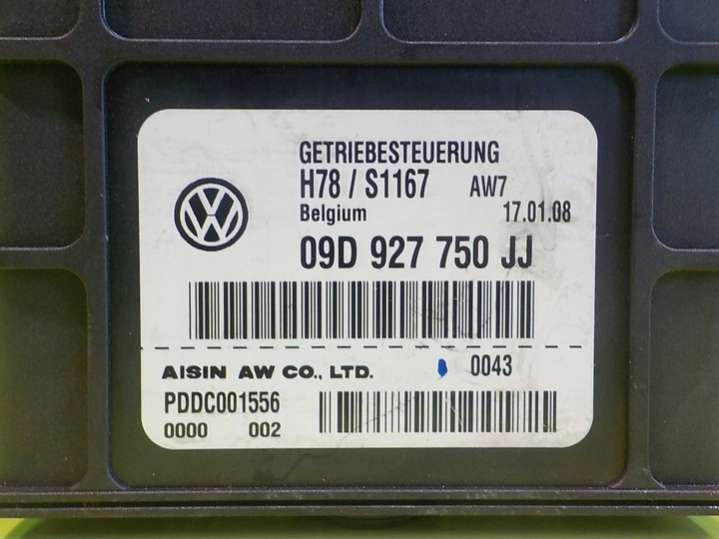 GETRIEBESTEUERUNG
H78 / S1167 AW7
Belgium 17.01.08
09D 927 750 JJ
AISIN AW CO., LTD. 0043
PDDC001556
0000 002